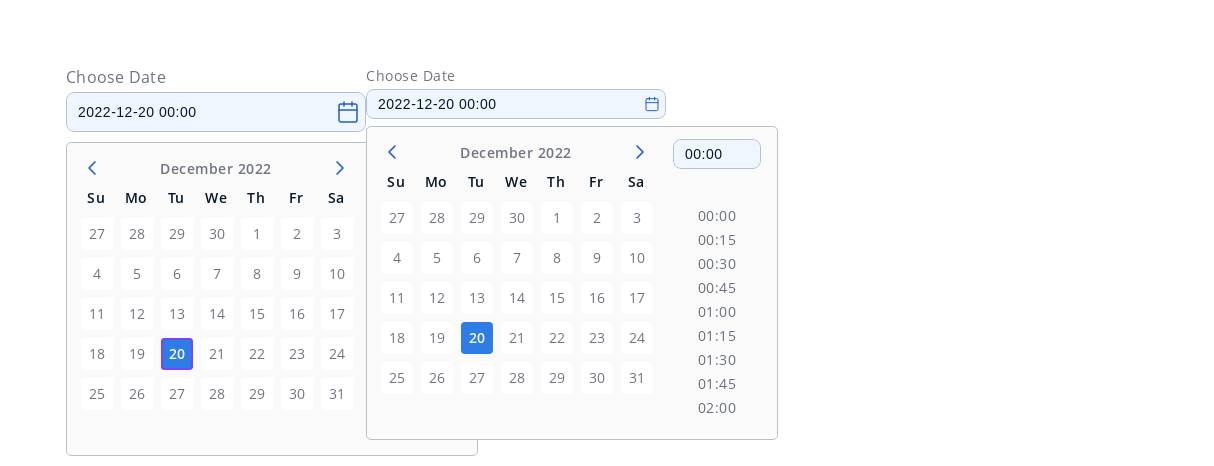 Choose Date
2022-12-20 00:00
December 2022
Su Mo Tu We Th Fr Sa
27 28 29 30 1 2 3
4 5 6 7 8 9 10
11 12 13 14 15 16 17
18 19 20 21 22 23 24
25 26 27 28 29 30 31
Choose Date
2022-12-20 00:00
December 2022
Su Mo Tu We Th Fr Sa
27 28 29 30 1 2 3
4 5 6 7 8 9 10
11 12 13 14 15 16 17
18 19 20 21 22 23 24
25 26 27 28 29 30 31
00:00
00:00
00:15
00:30
00:45
01:00
01:15
01:30
01:45
02:00